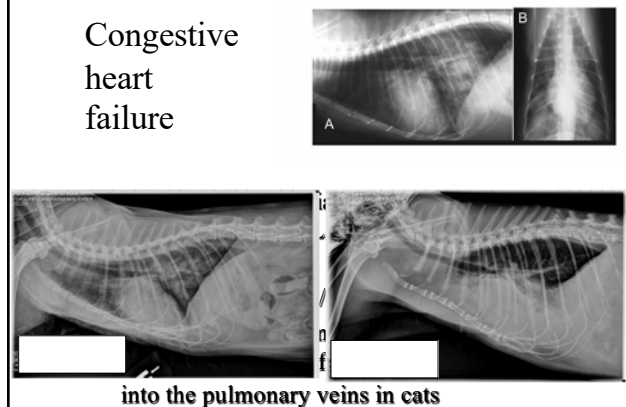 Congestive
heart
failure
A
B
into the pulmonary veins in cats